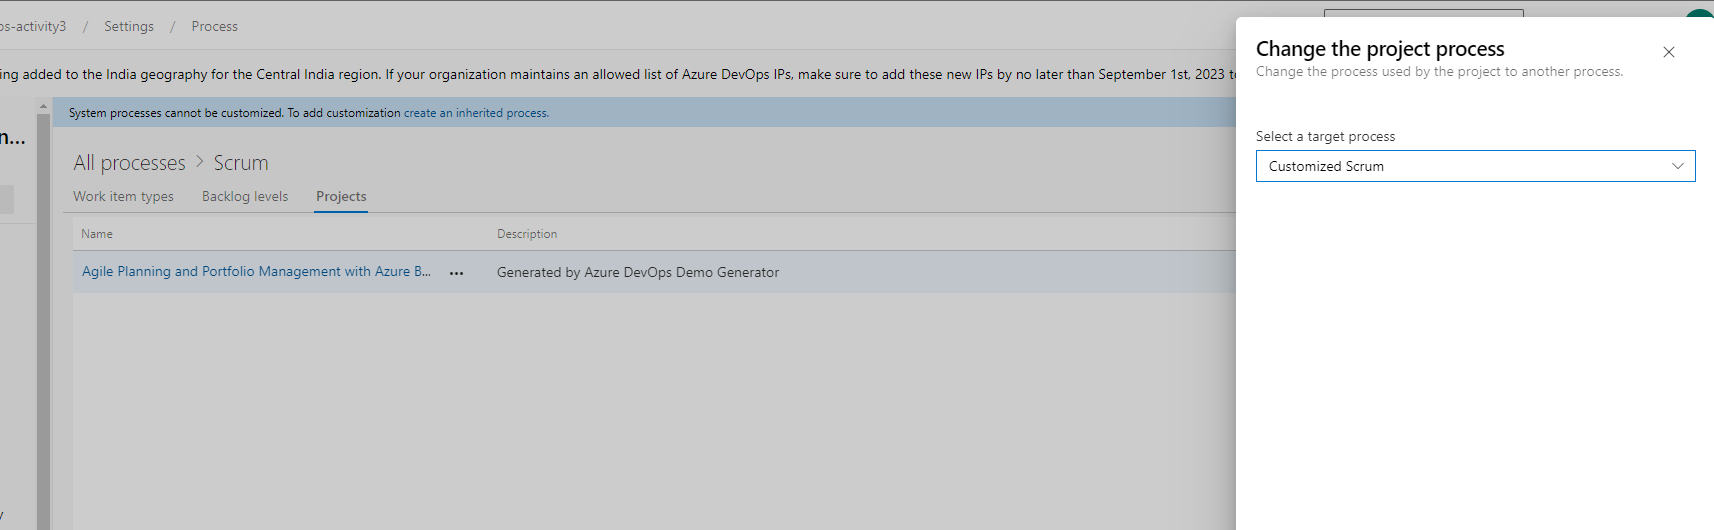 os-activity3 / Settings / Process
ing added to the India geography for the Central India region. If your organization maintains an allowed list of Azure DevOps IPs, make sure to add these new IPs by no later than September 1st, 2023 to
n...
System processes cannot be customized. To add customization create an inherited process.
All processes > Scrum
Work item types Backlog levels Projects
Name Description
Agile Planning and Portfolio Management with Azure B... ... Generated by Azure DevOps Demo Generator
y
Change the project process
Change the process used by the project to another process.
Select a target process
Customized Scrum